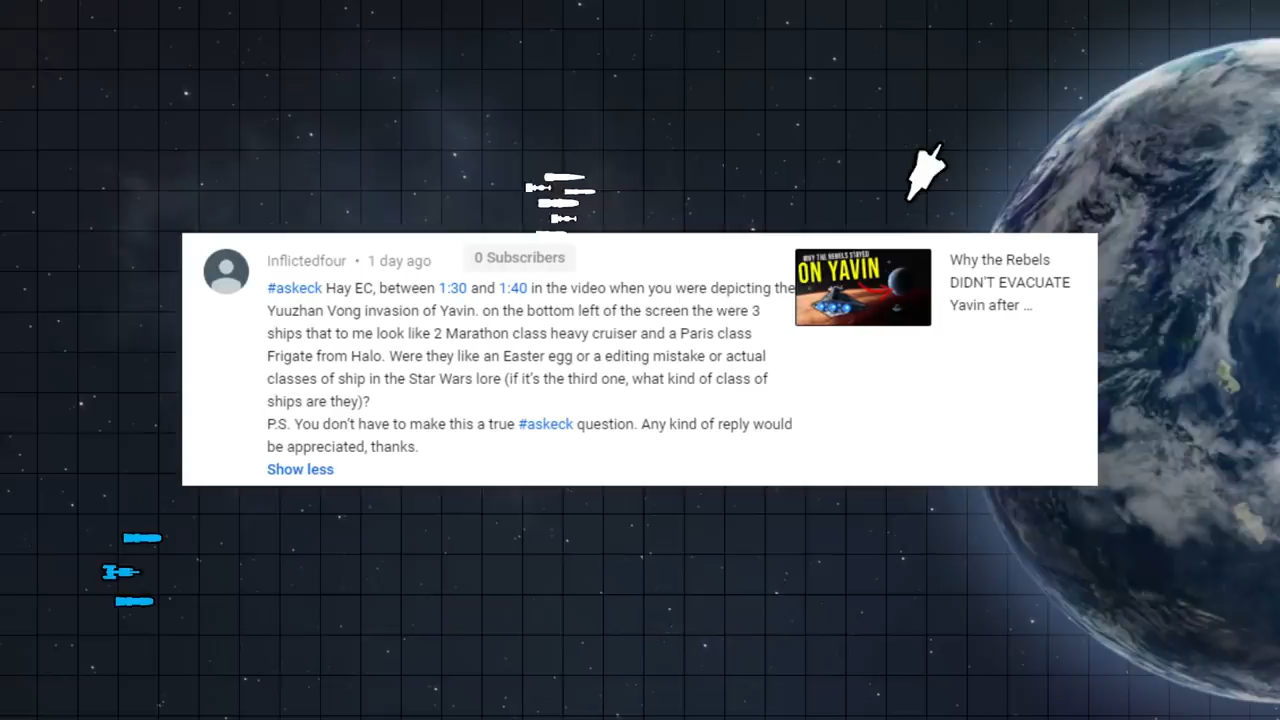 Inflictedfour • 1 day ago 0 Subscribers
#askeck Hay EC, between 1:30 and 1:40 in the video when you were depicting the
Yuuzhan Vong invasion of Yavin. on the bottom left of the screen the were 3
ships that to me look like 2 Marathon class heavy cruiser and a Paris class
Frigate from Halo. Were they like an Easter egg or a editing mistake or actual
classes of ship in the Star Wars lore (if it's the third one, what kind of class of
ships are they)?
P.S. You don't have to make this a true #askeck question. Any kind of reply would
be appreciated, thanks.
Show less
WHY THE REBELS STAYED
ON YAVIN
Why the Rebels
DIDN'T EVACUATE
Yavin after ...